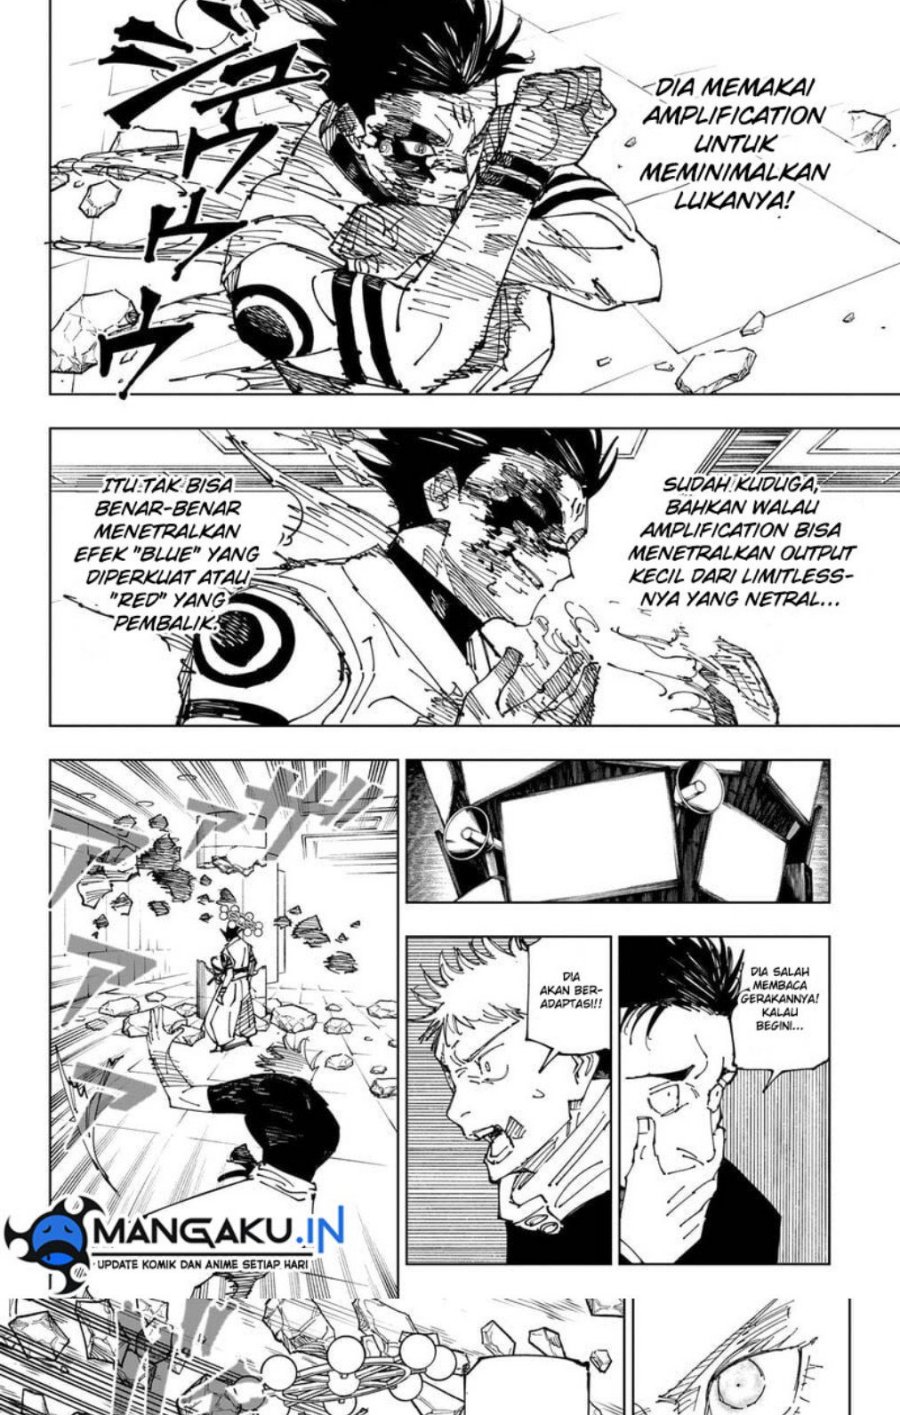 DIA MEMAKAI
AMPLIFICATION
UNTUK
MEMINIMALKAN
LUKANYA!
SUDAH KUDUGA,
BAHKAN WALAU
AMPLIFICATION BISA
MENETRALKAN OUTPUT
KECIL DARI LIMITLESS-
NYA YANG NETRAL...
ITU TAK BISA
BENAR-BENAR
MENETRALKAN
EFEK "BLUE" YANG
DIPERKUAT ATAU
"RED" YANG
PEMBALIK.
DIA SALAH
MEMBACA
GERAKANNYA!
KALAU
BEGINI...
DIA
AKAN BER-
ADAPTASI!!
MANGAKU.IN
UPDATE KOMIK DAN ANIME SETIAP HARI